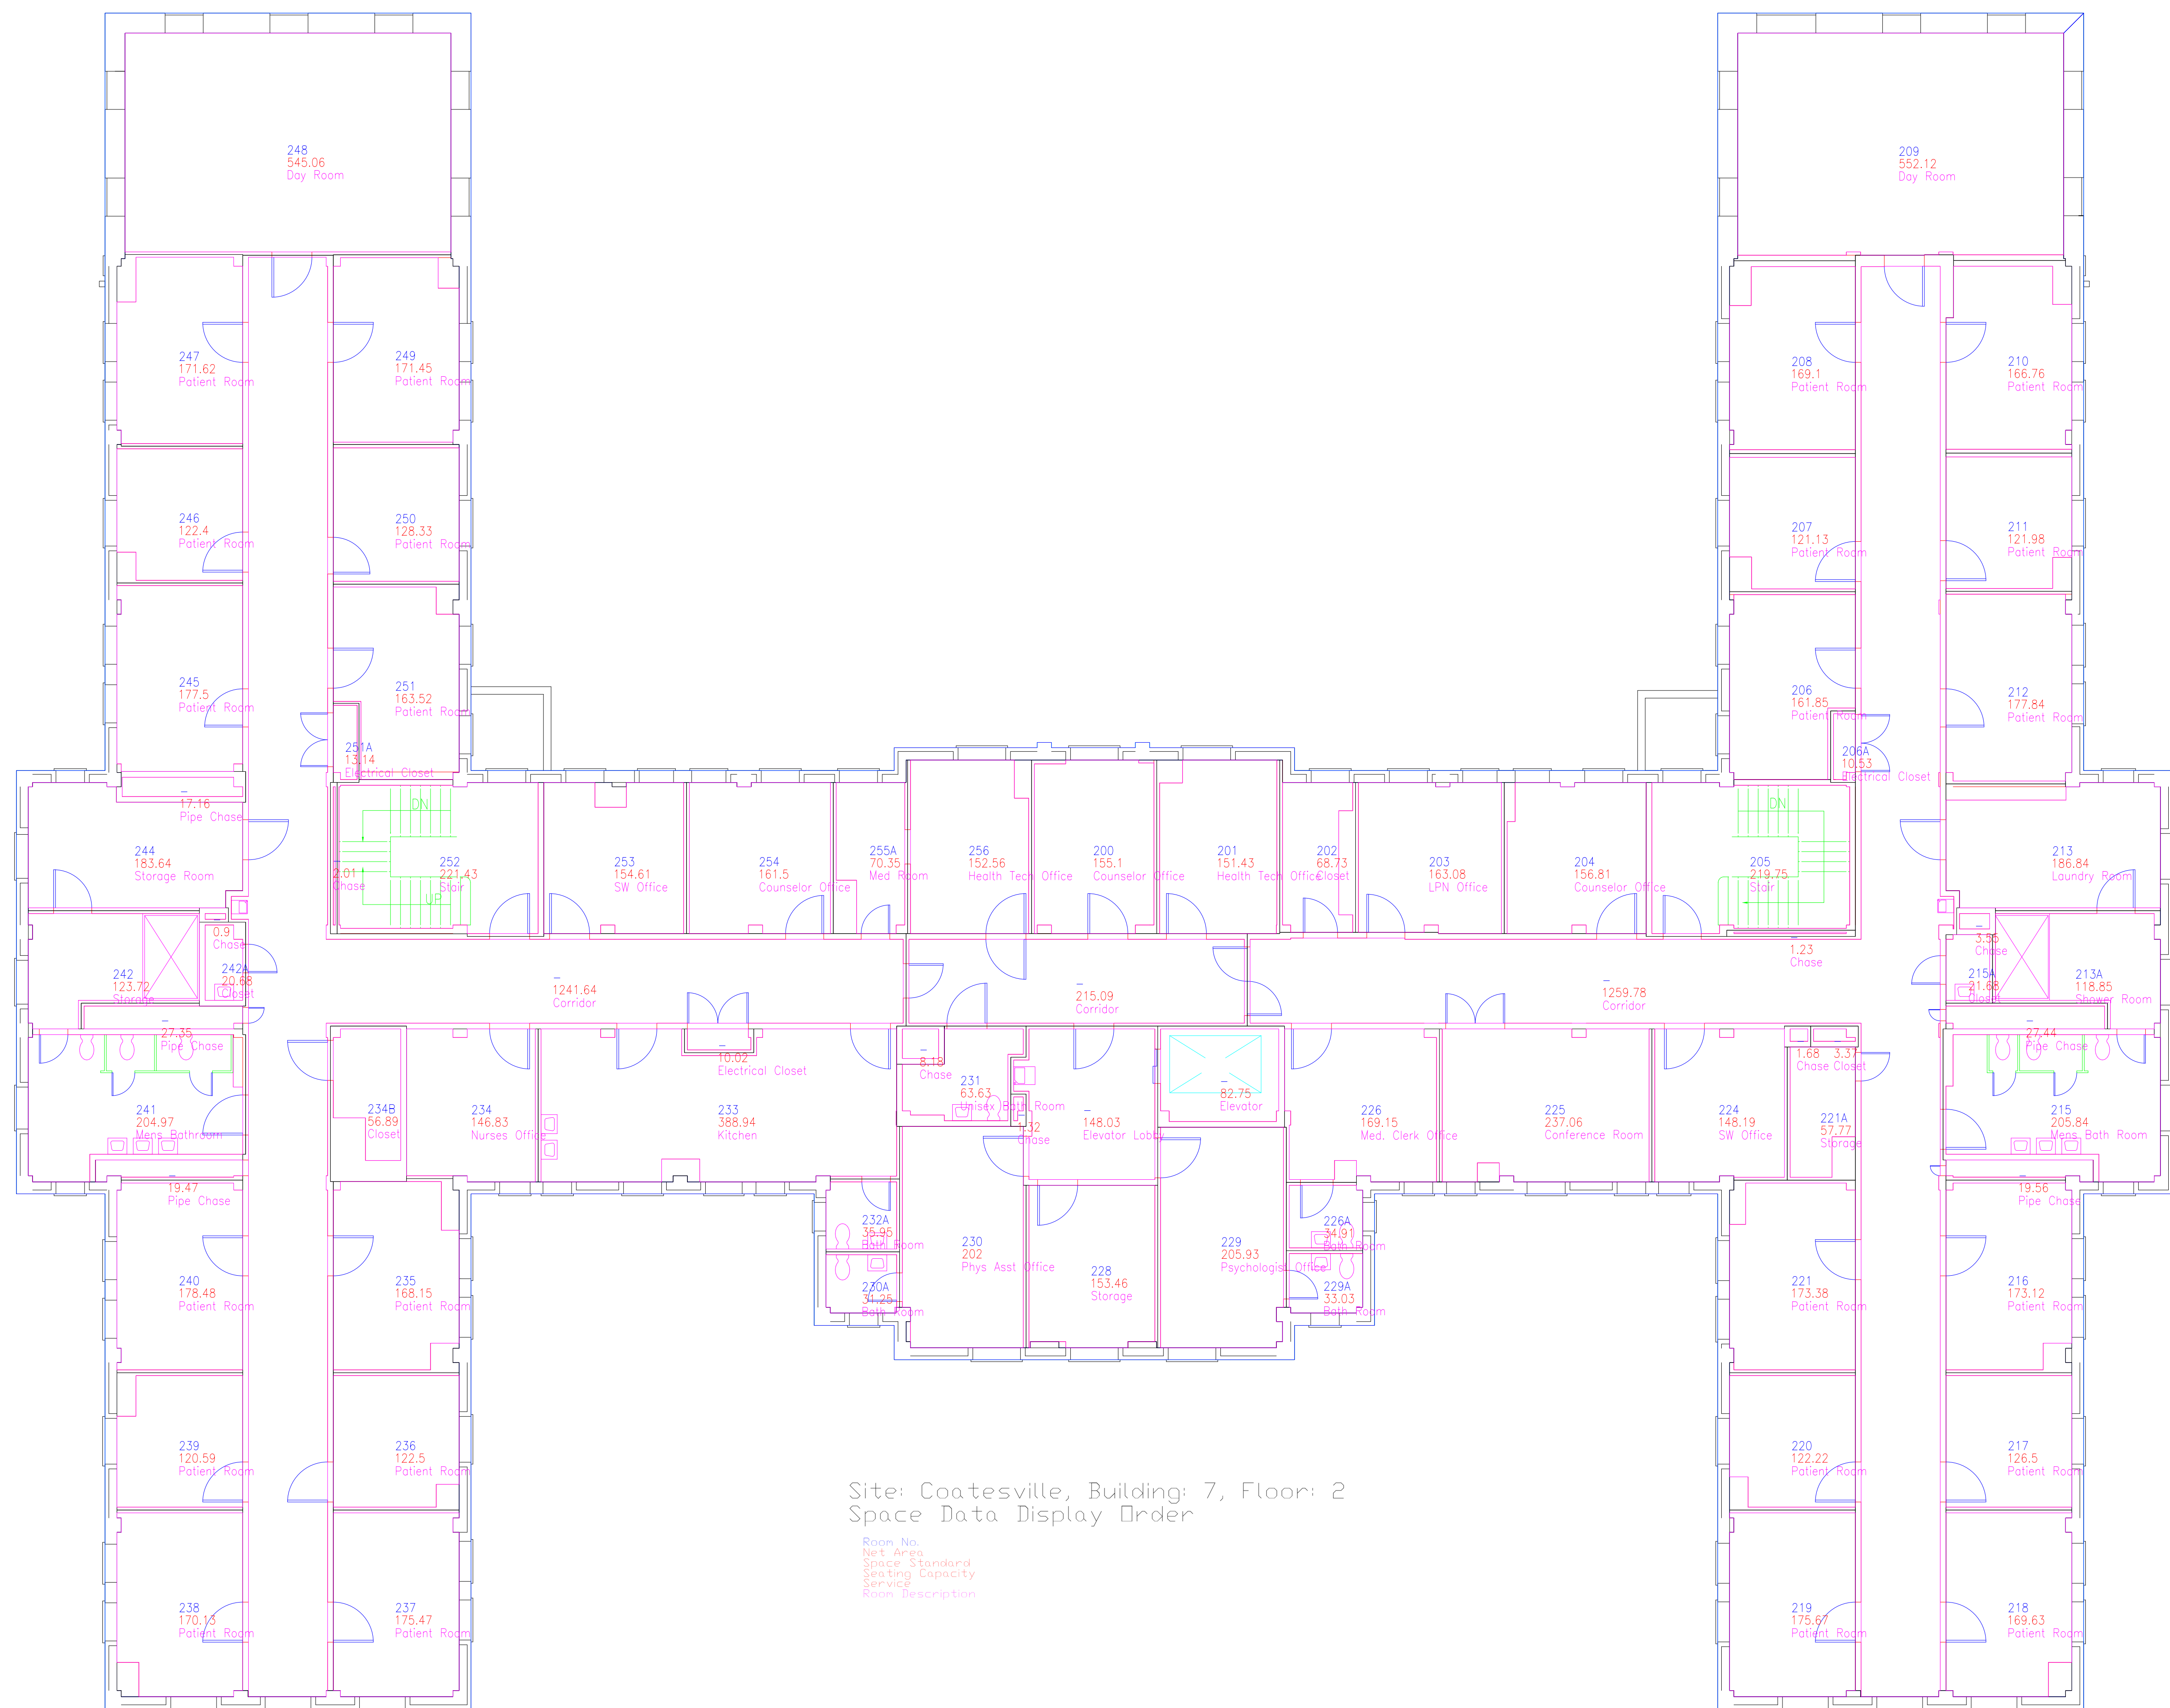 248
545.06
Day Room
209
552.12
Day Room
247
171.62
Patient Room
249
171.45
Patient Room
208
169.1
Patient Room
210
166.76
Patient Room
246
122.4
Patient Room
250
128.33
Patient Room
207
121.13
Patient Room
211
121.98
Patient Room
245
177.5
Patient Room
251
163.52
Patient Room
206
161.85
Patient Room
212
177.84
Patient Room
251A
13.14
Electrical Closet
206A
10.53
Electrical Closet
-
17.16
Pipe Chase
DN
UP
DN
244
183.64
Storage Room
2.01
Chase
252
221.43
Stair
253
154.61
SW Office
254
161.5
Counselor Office
255A
70.35
Med Room
256
152.56
Health Tech Office
200
155.1
Counselor Office
201
151.43
Health Tech Office
202
68.73
Closet
203
163.08
LPN Office
204
156.81
Counselor Office
205
219.75
Stair
213
186.84
Laundry Room
-
0.9
Chase
242
123.72
Storage
242A
20.68
Closet
-
1241.64
Corridor
-
215.09
Corridor
-
1259.78
Corridor
-
1.23
Chase
-
3.55
Chase
215A
21.68
Closet
213A
118.85
Shower Room
-
27.35
Pipe Chase
-
27.44
Pipe Chase
-
10.02
Electrical Closet
-
8.18
Chase
231
63.63
Unisex Bath Room
-
1.32
Chase
-
148.03
Elevator Lobby
-
82.75
Elevator
-
1.68
Chase
-
3.37
Closet
241
204.97
Mens Bathroom
234B
56.89
Closet
234
146.83
Nurses Office
233
388.94
Kitchen
226
169.15
Med. Clerk Office
225
237.06
Conference Room
224
148.19
SW Office
221A
57.77
Storage
215
205.84
Mens Bath Room
-
19.47
Pipe Chase
-
19.56
Pipe Chase
232A
35.95
Bath Room
230
202
Phys Asst Office
229
205.93
Psychologist Office
226A
34.91
Bath Room
228
153.46
Storage
230A
31.25
Bath Room
229A
33.03
Bath Room
240
178.48
Patient Room
235
168.15
Patient Room
221
173.38
Patient Room
216
173.12
Patient Room
239
120.59
Patient Room
236
122.5
Patient Room
220
122.22
Patient Room
217
126.5
Patient Room
Site: Coatesville, Building: 7, Floor: 2
Space Data Display Order
Room No.
Net Area
Space Standard
Seating Capacity
Service
Room Description
238
170.13
Patient Room
237
175.47
Patient Room
219
175.67
Patient Room
218
169.63
Patient Room